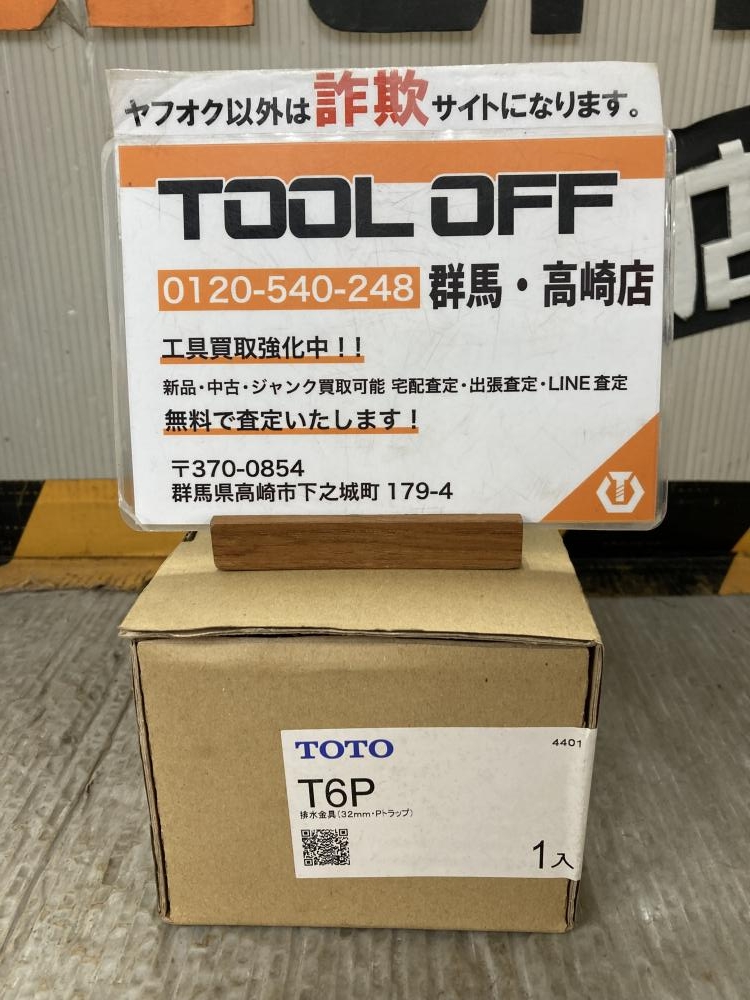 ヤフオク以外は詐欺サイトになります。
TOOL OFF
0120-540-248 群馬・高崎店
工具買取強化中！！
新品・中古・ジャンク買取可能 宅配査定・出張査定・LINE査定
無料で査定いたします！
〒370-0854
群馬県高崎市下之城町 179-4
店
TOTO
4401
T6P
排水金具(32mm・Pトラップ)
1入